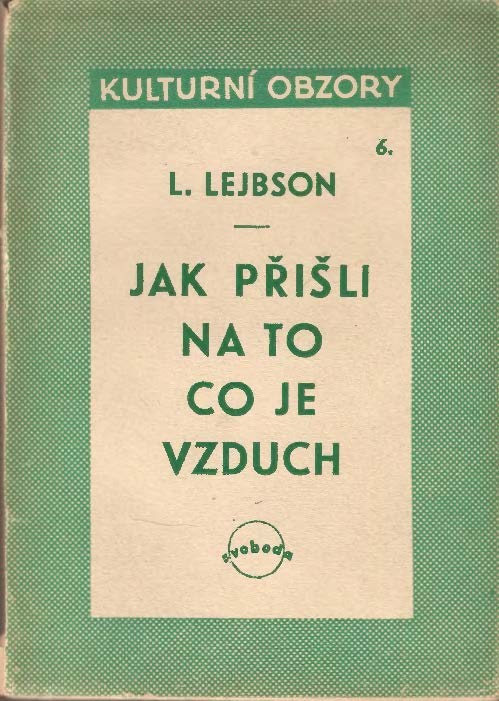 KULTURNÍ OBZORY
6.
L. LEJBSON
JAK PŘIŠLI
NA TO
CO JE
VZDUCH
svoboda